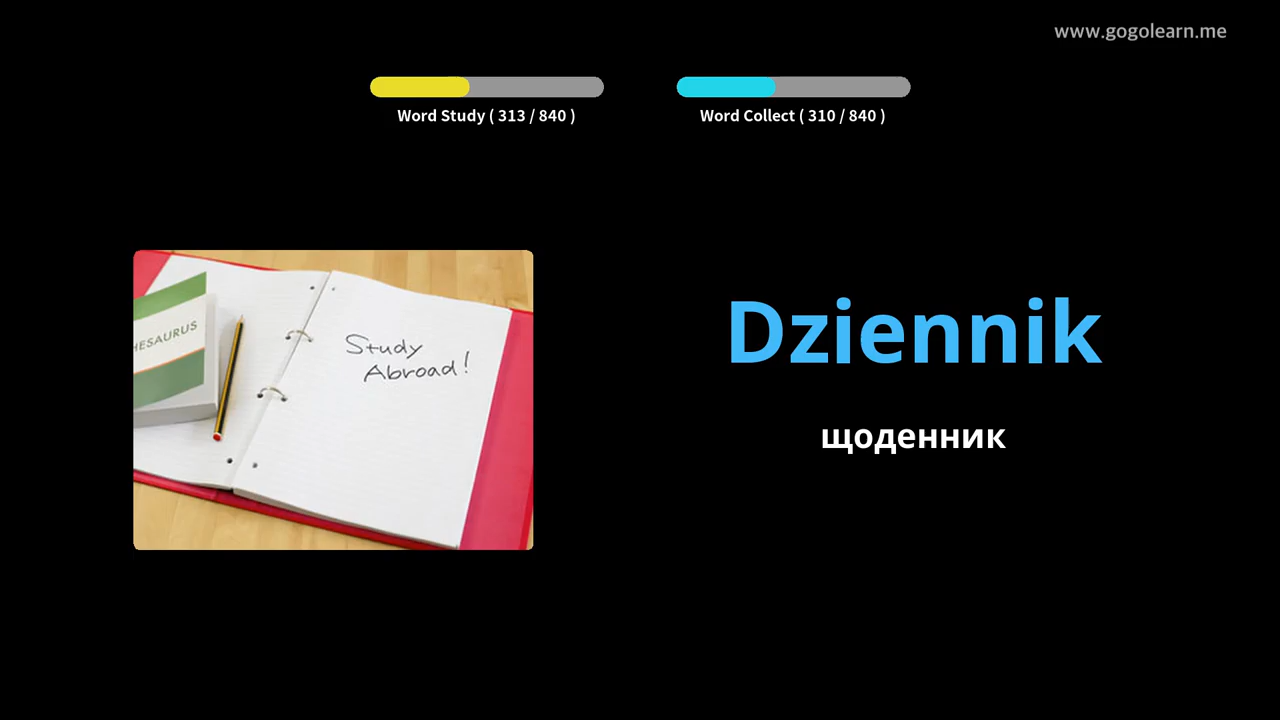 www.gogolearn.me
Word Study ( 313 / 840 )
Word Collect ( 310 / 840 )
HESAURUS
Study
Abroad!
Dziennik
щоденник